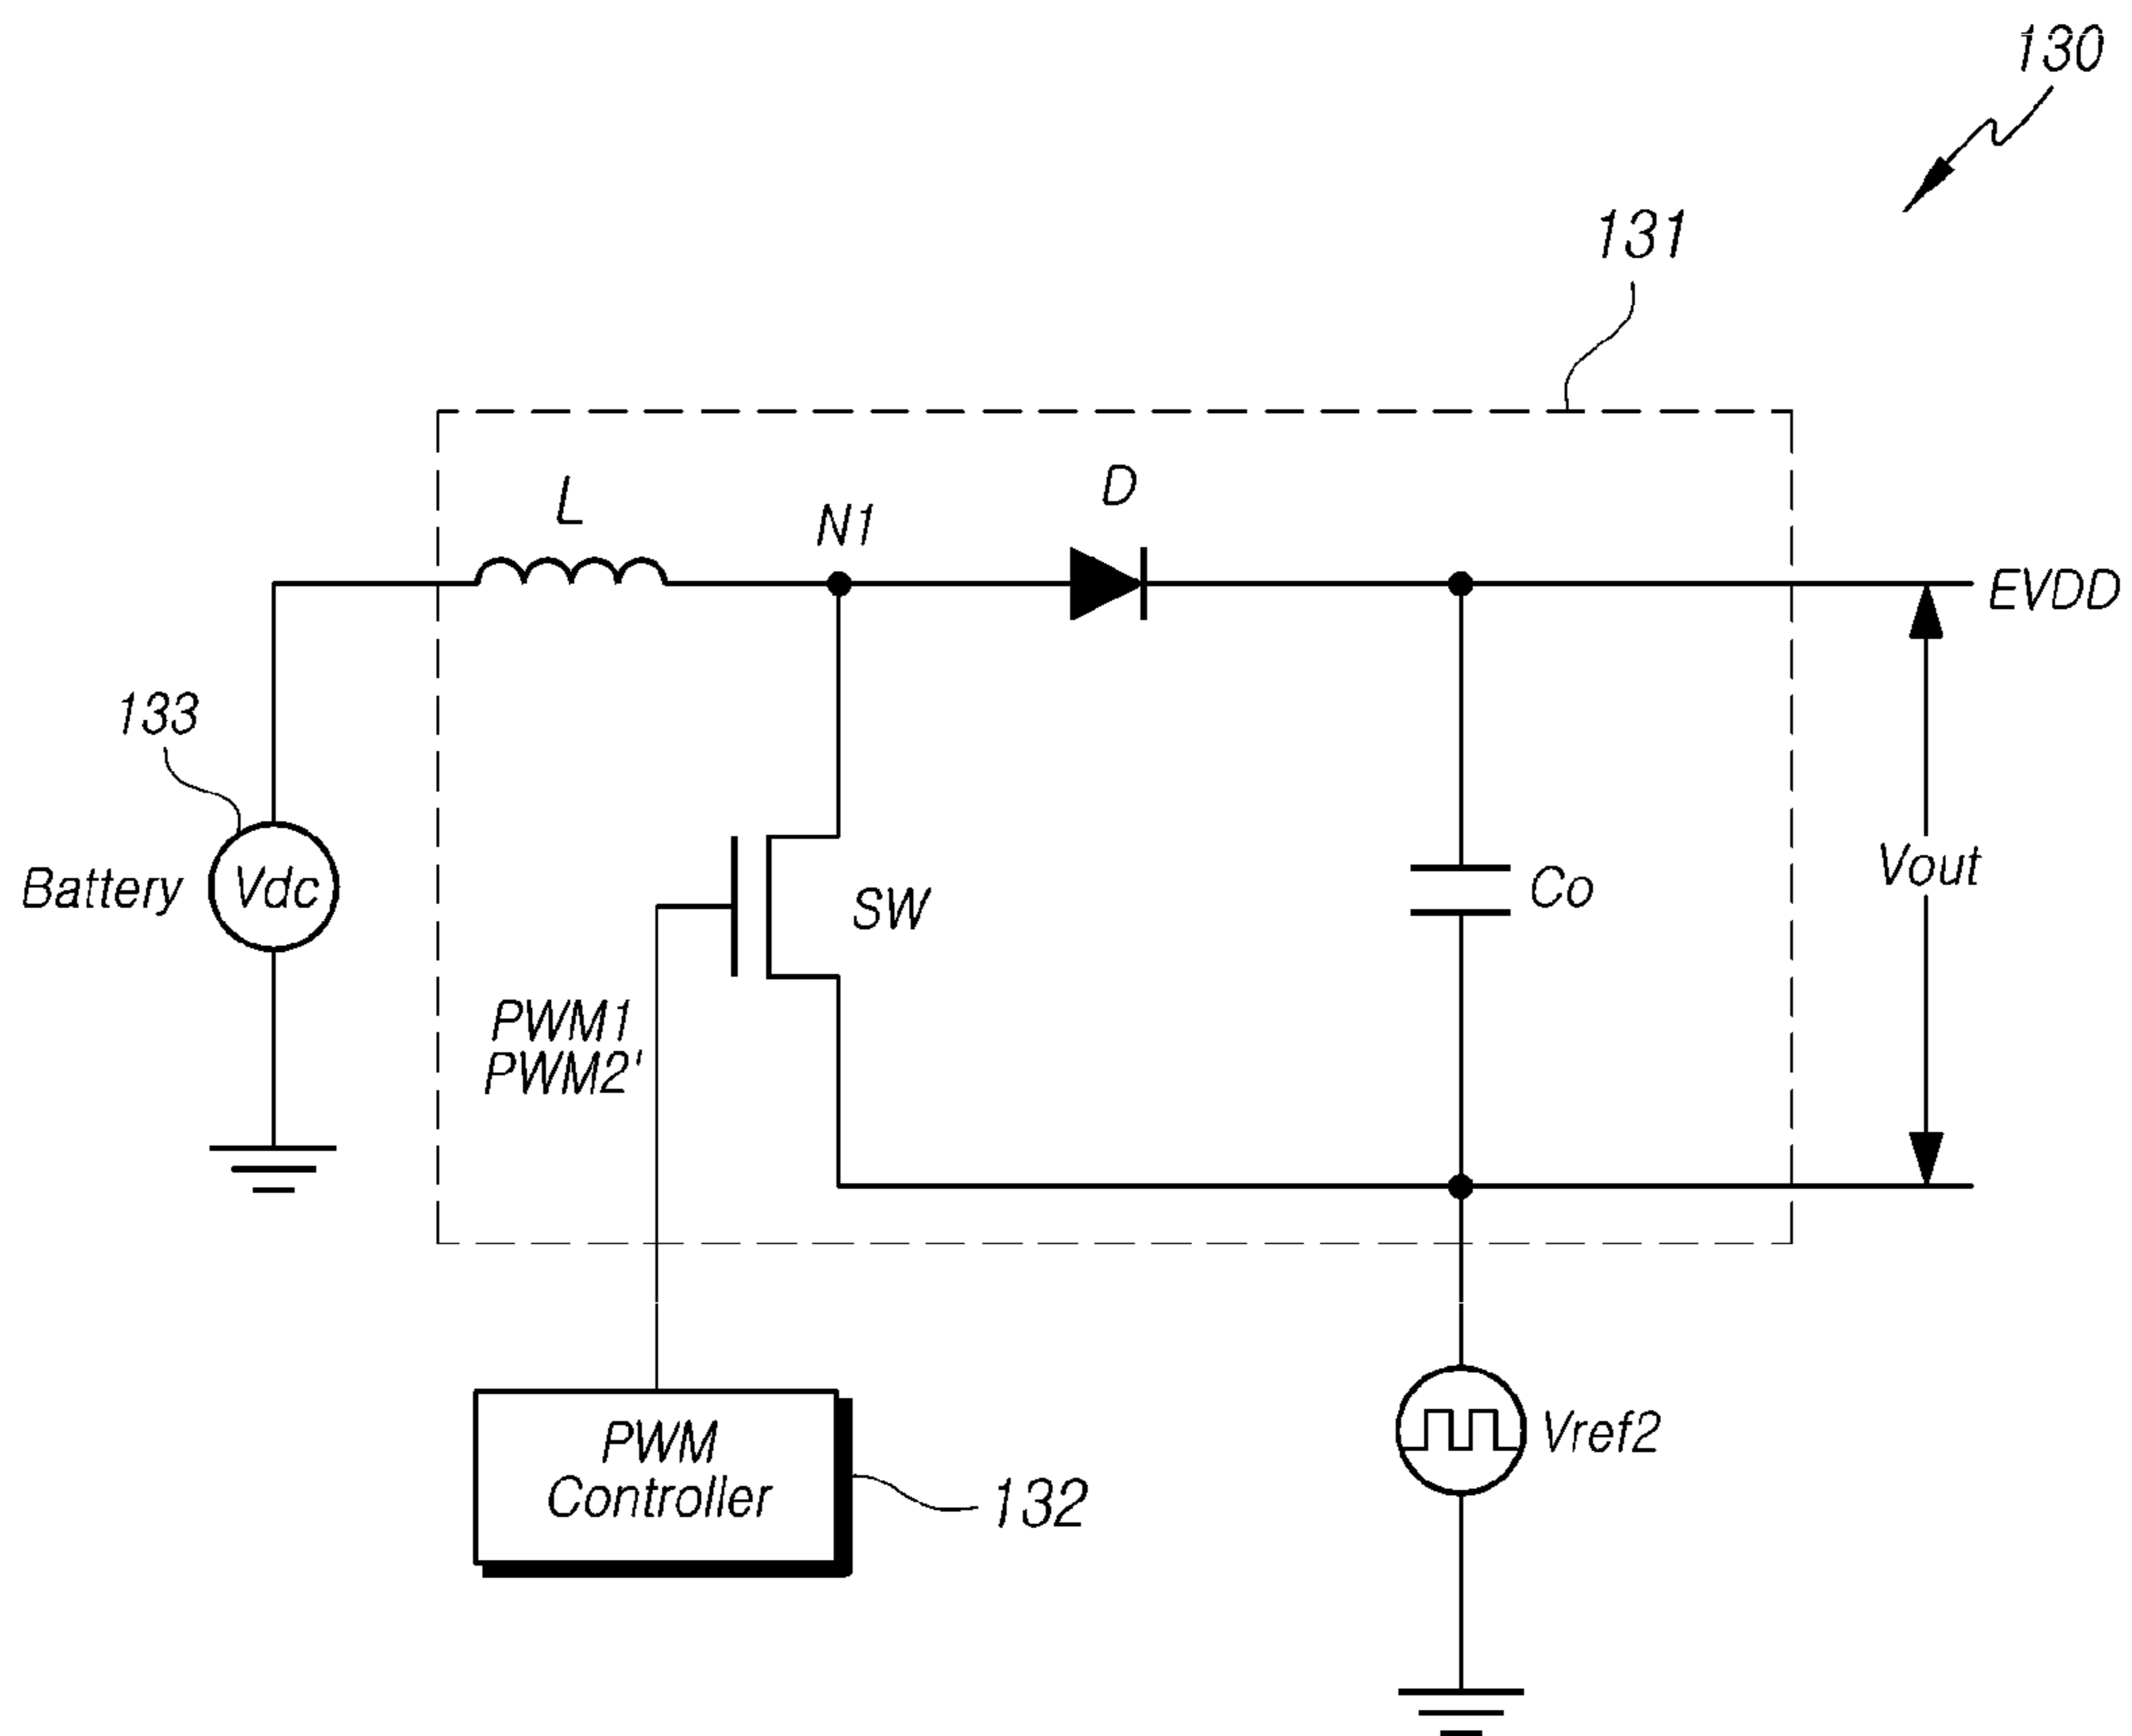 130
131
L
N1
D
EVDD
133
Battery
Vdc
SW
Co
Vout
PWM1
PWM2'
PWM
Controller
132
Vref2